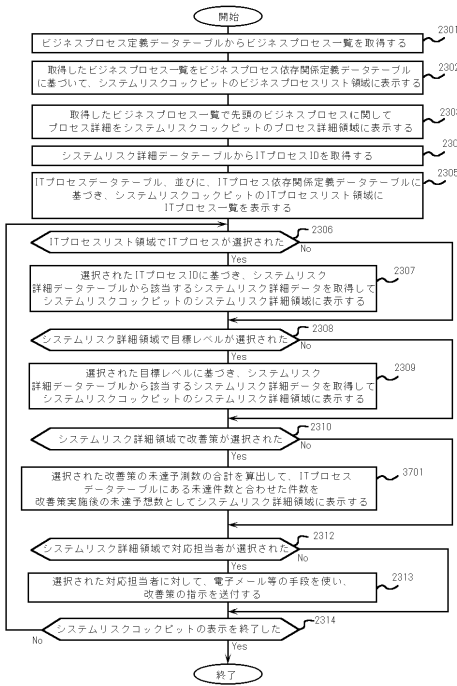 開始
ビジネスプロセス定義データテーブルからビジネスプロセス一覧を取得する
2301
取得したビジネスプロセス一覧をビジネスプロセス依存関係定義データテーブル
に基づいて、システムリスクコックピットのビジネスプロセスリスト領域に表示する
取得したビジネスプロセス一覧で先頭のビジネスプロセスに関して
プロセス詳細をシステムリスクコックピットのプロセス詳細領域に表示する
システムリスク詳細データテーブルからITプロセスIDを取得する
ITプロセスデータテーブル、並びに、ITプロセス依存関係定義データテーブルに
基づき、システムリスクコックピットのITプロセスリスト領域に
ITプロセス一覧を表示する
2305
ITプロセスリスト領域でITプロセスが選択された
2306
No
Yes
選択されたITプロセスIDに基づき、システムリスク
詳細データテーブルから該当するシステムリスク詳細データを取得して
システムリスクコックピットのシステムリスク詳細領域に表示する
2307
システムリスク詳細領域で目標レベルが選択された
2308
No
Yes
選択された目標レベルに基づき、システムリスク
詳細データテーブルから該当するシステムリスク詳細データを取得して
システムリスクコックピットのシステムリスク詳細領域に表示する
2309
システムリスク詳細領域で改善策が選択された
2310
No
Yes
選択された改善策の未達予測数の合計を算出して、ITプロセス
データテーブルにある未達件数と合わせた件数を
改善策実施後の未達予想数としてシステムリスク詳細領域に表示する
3701
システムリスク詳細領域で対応担当者が選択された
2312
No
Yes
選択された対応担当者に対して、電子メール等の手段を使い、
改善策の指示を送付する
2313
システムリスクコックピットの表示を終了した
2314
No
Yes
終了